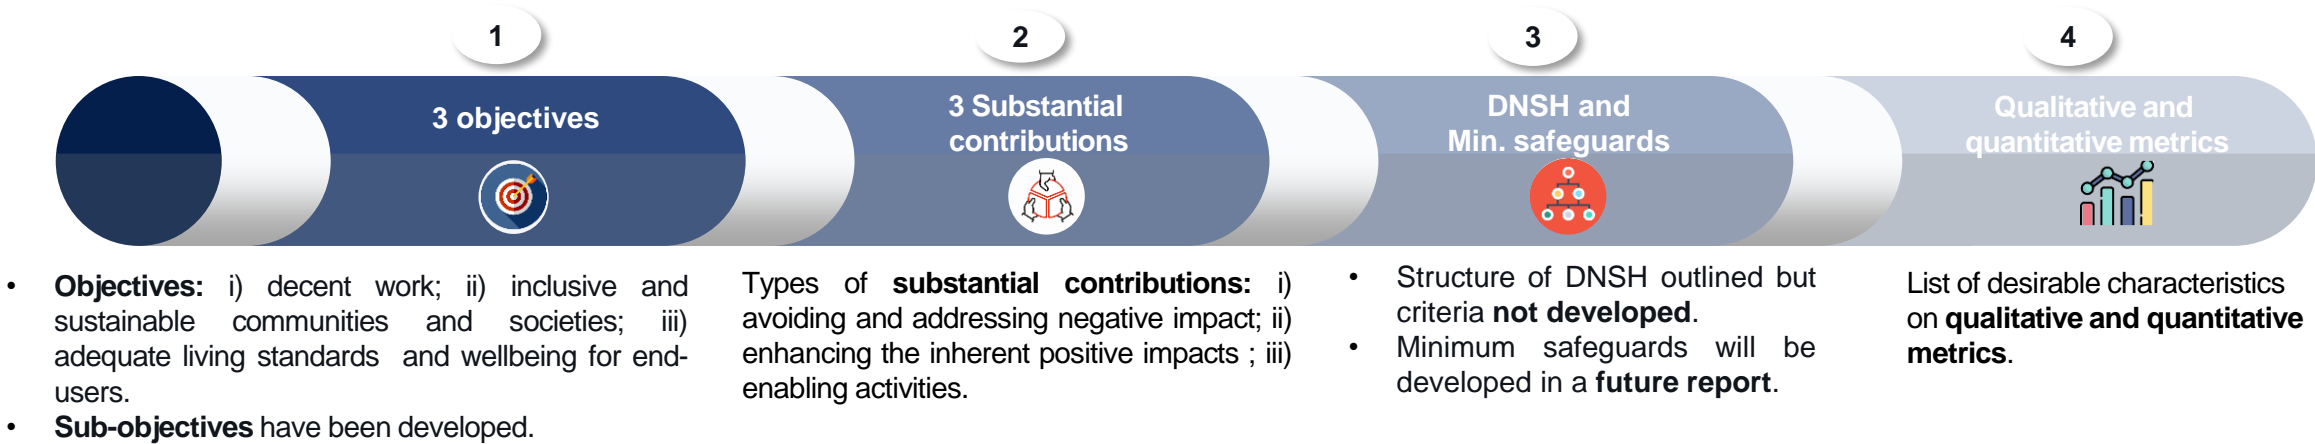 1
3 objectives
• Objectives: i) decent work; ii) inclusive and
sustainable communities and societies; iii)
adequate living standards and wellbeing for end-
users.
• Sub-objectives have been developed.
2
3 Substantial
contributions
Types of substantial contributions: i)
avoiding and addressing negative impact; ii)
enhancing the inherent positive impacts ; iii)
enabling activities.
3
DNSH and
Min. safeguards
• Structure of DNSH outlined but
criteria not developed.
• Minimum safeguards will be
developed in a future report.
4
Qualitative and
quantitative metrics
List of desirable characteristics
on qualitative and quantitative
metrics.